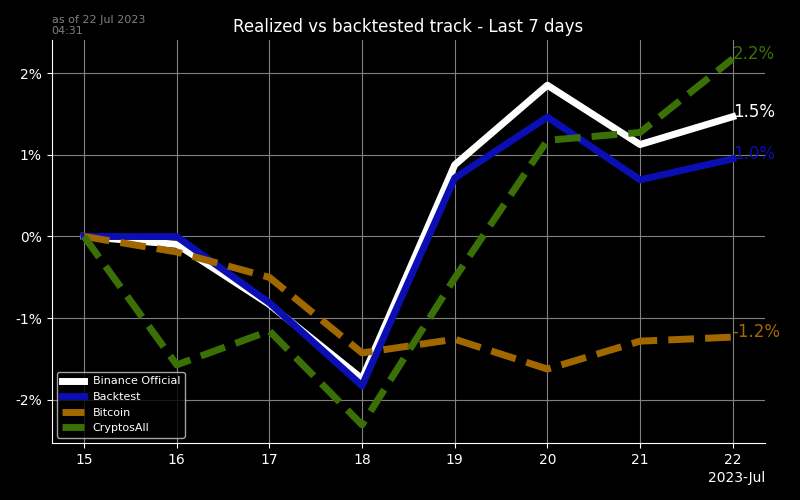 as of 22 Jul 2023
04:31
Realized vs backtested track - Last 7 days
2%
1%
0%
-1%
-2%
2.2%
1.5%
1.0%
-1.2%
Binance Official
Backtest
Bitcoin
CryptosAll
15 16 17 18 19 20 21 22
2023-Jul